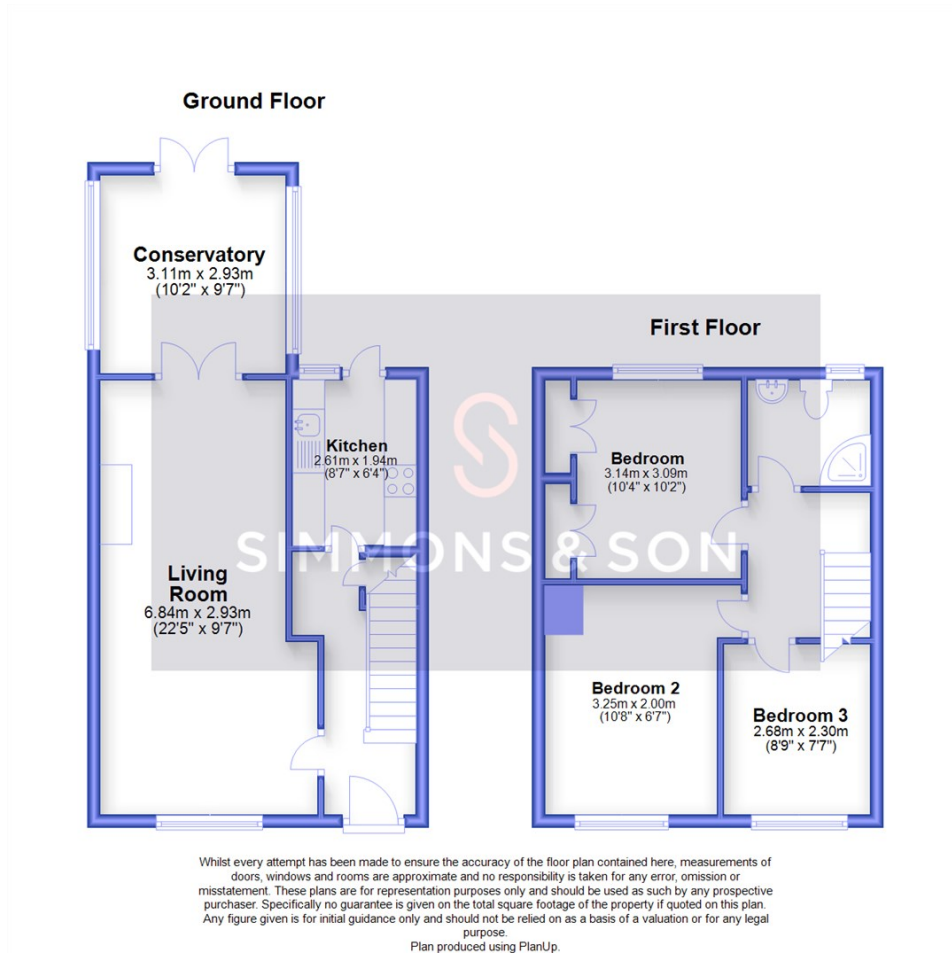 Ground Floor
Conservatory
3.11m x 2.93m
(10'2" x 9'7")
First Floor
Kitchen
2.61m x 1.94m
(8'7" x 6'4")
Bedroom
3.14m x 3.09m
(10'4" x 10'2")
SIMMONS & SON
Living
Room
6.84m x 2.93m
(22'5" x 9'7")
Bedroom 2
3.25m x 2.00m
(10'8" x 6'7")
Bedroom 3
2.68m x 2.30m
(8'9" x 7'7")
Whilst every attempt has been made to ensure the accuracy of the floor plan contained here, measurements of
doors, windows and rooms are approximate and no responsibility is taken for any error, omission or
misstatement. These plans are for representation purposes only and should be used as such by any prospective
purchaser. Specifically no guarantee is given on the total square footage of the property if quoted on this plan.
Any figure given is for initial guidance only and should not be relied on as a basis of a valuation or for any legal
purpose.
Plan produced using PlanUp.